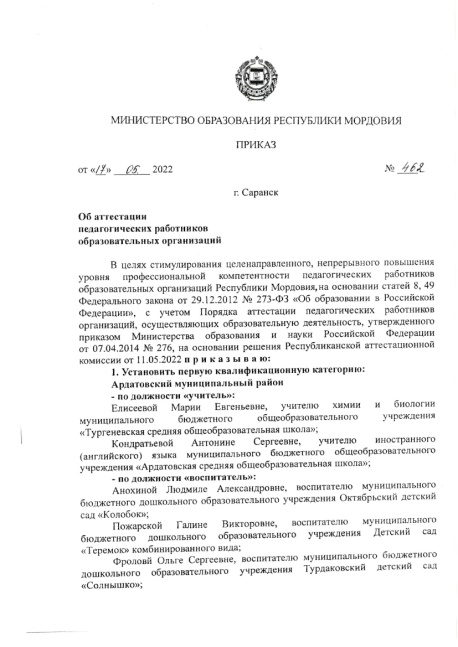 МИНИСТЕРСТВО ОБРАЗОВАНИЯ РЕСПУБЛИКИ МОРДОВИЯ
ПРИКАЗ
от «17» 05 2022 № 462
г. Саранск
Об аттестации
педагогических работников
образовательных организаций
В целях стимулирования целенаправленного, непрерывного повышения
уровня профессиональной компетентности педагогических работников
образовательных организаций Республики Мордовия, на основании статей 8, 49
Федерального закона от 29.12.2012 № 273-ФЗ «Об образовании в Российской
Федерации», с учетом Порядка аттестации педагогических работников
организаций, осуществляющих образовательную деятельность, утвержденного
приказом Министерства образования и науки Российской Федерации
от 07.04.2014 № 276, на основании решения Республиканской аттестационной
комиссии от 11.05.2022 п р и к а з ы в а ю:
1. Установить первую квалификационную категорию:
Ардатовский муниципальный район
- по должности «учитель»:
Елисеевой Марии Евгеньевне, учителю химии и биологии
муниципального бюджетного общеобразовательного учреждения
«Тургеневская средняя общеобразовательная школа»;
Кондратьевой Антонине Сергеевне, учителю иностранного
(английского) языка муниципального бюджетного общеобразовательного
учреждения «Ардатовская средняя общеобразовательная школа»;
- по должности «воспитатель»:
Анохиной Людмиле Александровне, воспитателю муниципального
бюджетного дошкольного образовательного учреждения Октябрьский детский
сад «Колобок»;
Пожарской Галине Викторовне, воспитателю муниципального
бюджетного дошкольного образовательного учреждения Детский сад
«Теремок» комбинированного вида;
Фроловй Ольге Сергеевне, воспитателю муниципального бюджетного
дошкольного образовательного учреждения Турдаковский детский сад
«Солнышко»;